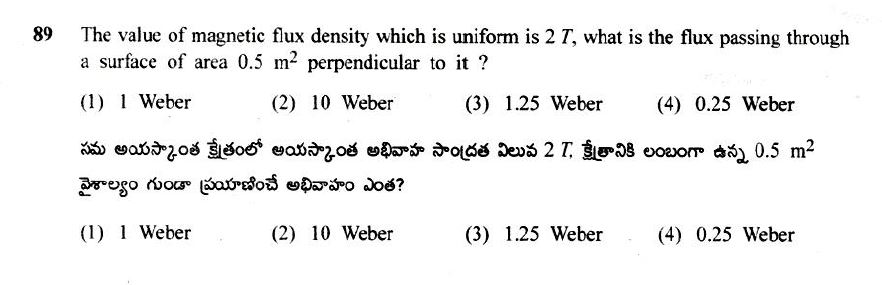 89 The value of magnetic flux density which is uniform is 2 T, what is the flux passing through
a surface of area 0.5 m² perpendicular to it ?
(1) 1 Weber (2) 10 Weber (3) 1.25 Weber (4) 0.25 Weber
సమ అయస్కాంత క్షేత్రంలో అయస్కాంత అభివాహ సాంద్రత విలువ 2 T, క్షేత్రానికి లంబంగా ఉన్న 0.5 m²
వైశాల్యం గుండా ప్రయాణించే అభివాహం ఎంత?
(1) 1 Weber (2) 10 Weber (3) 1.25 Weber (4) 0.25 Weber